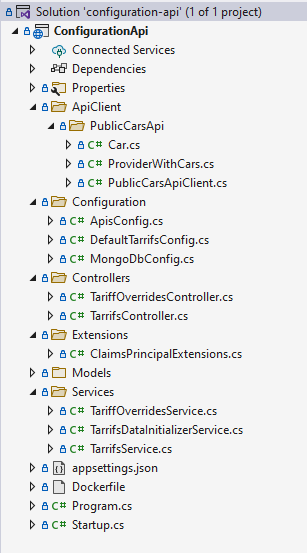 Solution 'configuration-api' (1 of 1 project)
ConfigurationApi
Connected Services
Dependencies
Properties
ApiClient
PublicCarsApi
C# Car.cs
C# ProviderWithCars.cs
C# PublicCarsApiClient.cs
Configuration
C# ApisConfig.cs
C# DefaultTarrifsConfig.cs
C# MongoDbConfig.cs
Controllers
C# TariffOverridesController.cs
C# TarrifsController.cs
Extensions
C# ClaimsPrincipalExtensions.cs
Models
Services
C# TariffOverridesService.cs
C# TarrifsDataInitializerService.cs
C# TarrifsService.cs
appsettings.json
Dockerfile
C# Program.cs
C# Startup.cs